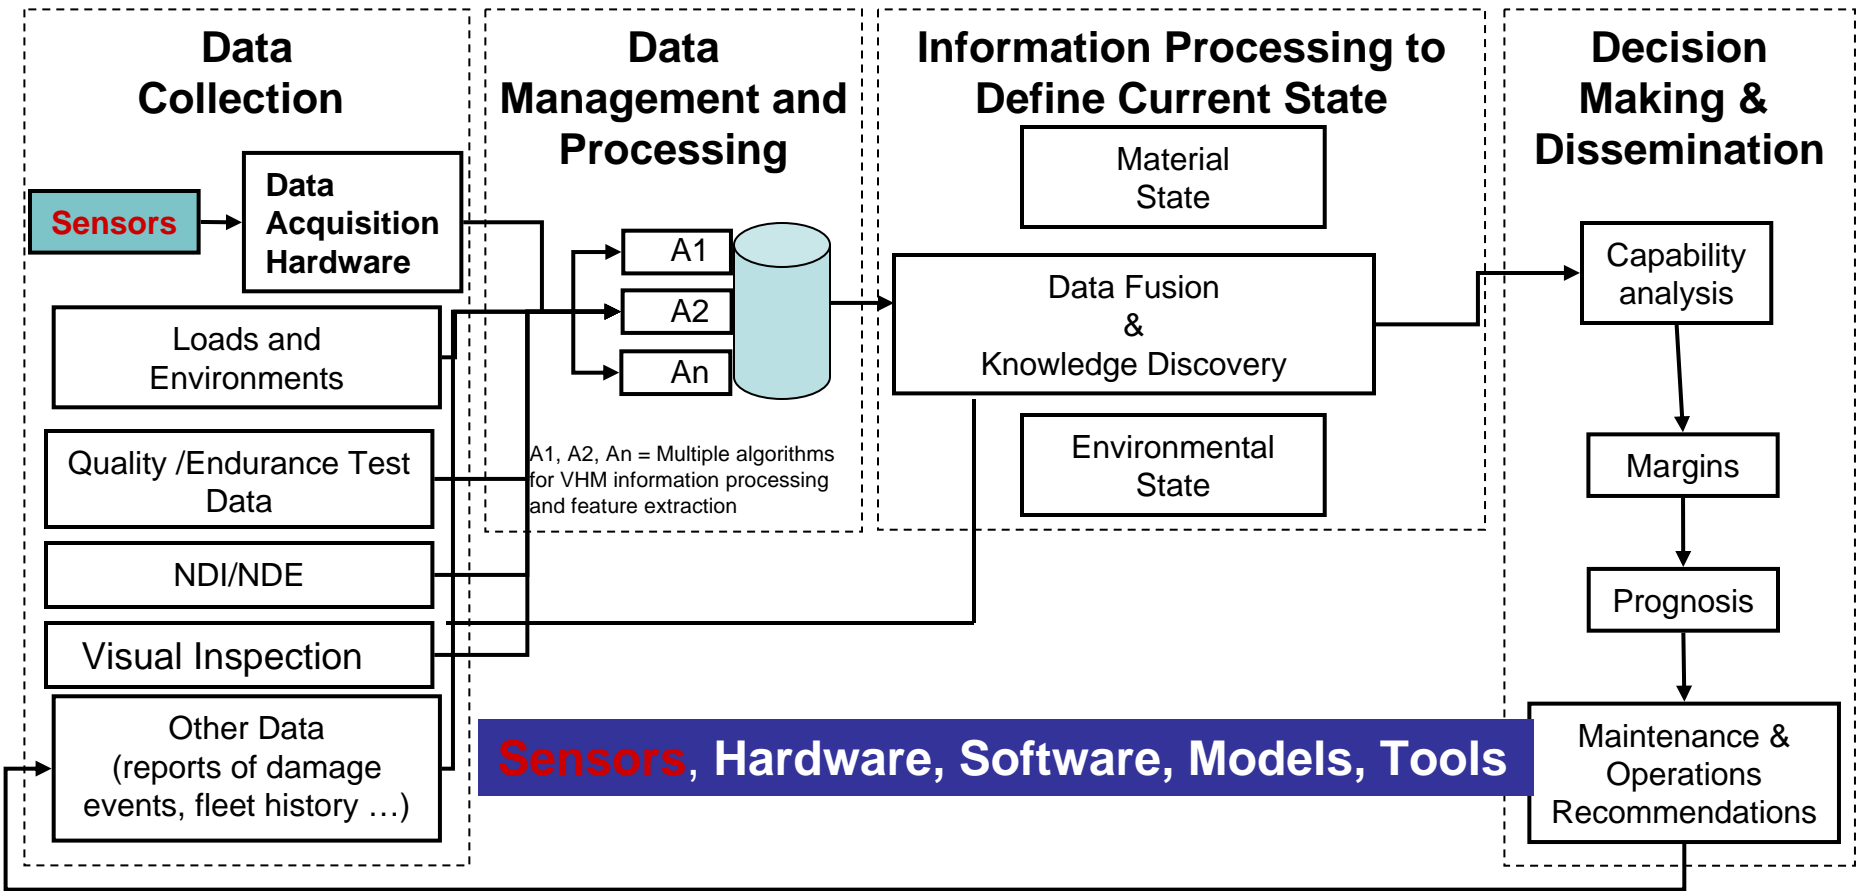 Data
Collection
Sensors
Data
Acquisition
Hardware
Loads and
Environments
Quality /Endurance Test
Data
NDI/NDE
Visual Inspection
Other Data
(reports of damage
events, fleet history …)
Data
Management and
Processing
A1
A2
An
A1, A2, An = Multiple algorithms
for VHM information processing
and feature extraction
Information Processing to
Define Current State
Material
State
Data Fusion
&
Knowledge Discovery
Environmental
State
Decision
Making &
Dissemination
Capability
analysis
Margins
Prognosis
Maintenance &
Operations
Recommendations
Sensors, Hardware, Software, Models, Tools